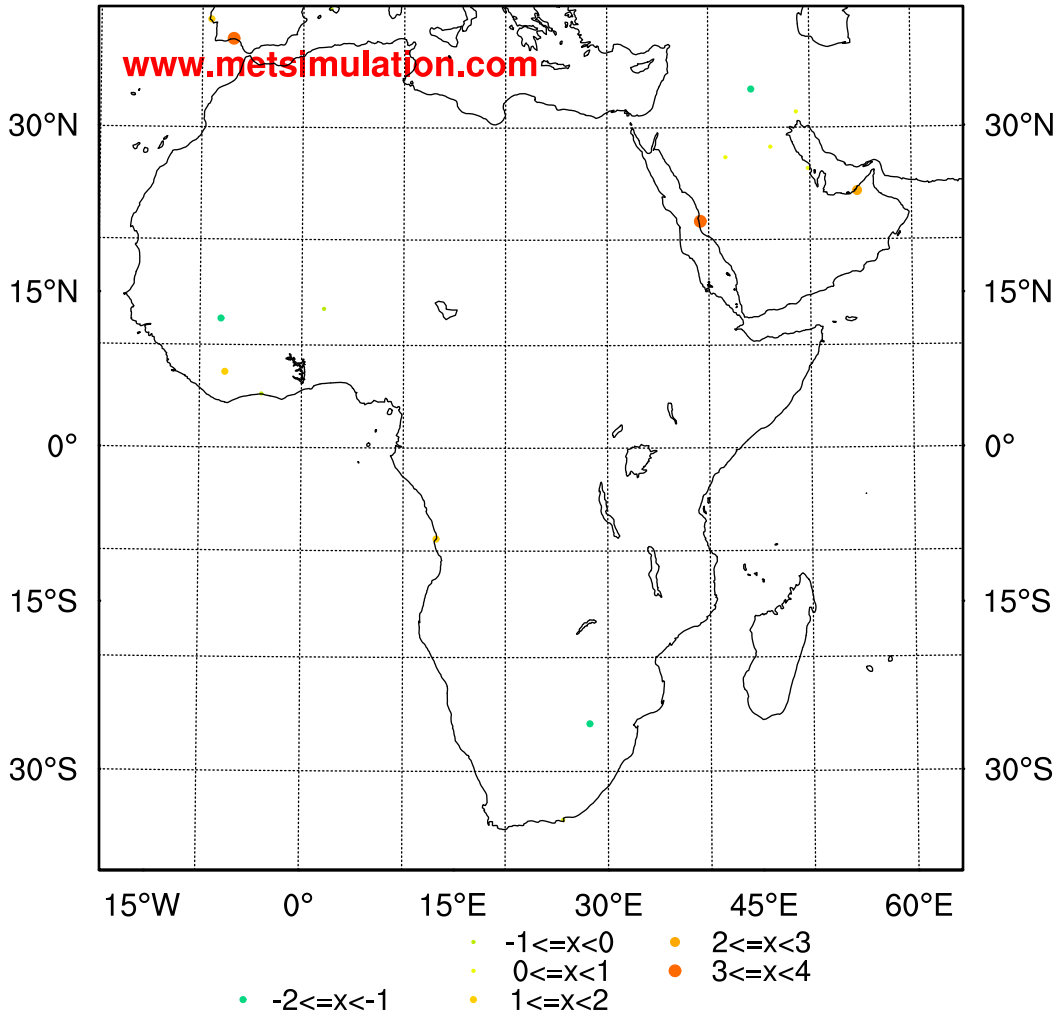 www.metsimulation.com
30°N 30°N
15°N 15°N
0° 0°
15°S 15°S
30°S 30°S
15°W 0° 15°E 30°E 45°E 60°E
-1<=x<0 2<=x<3
0<=x<1 3<=x<4
-2<=x<-1 1<=x<2